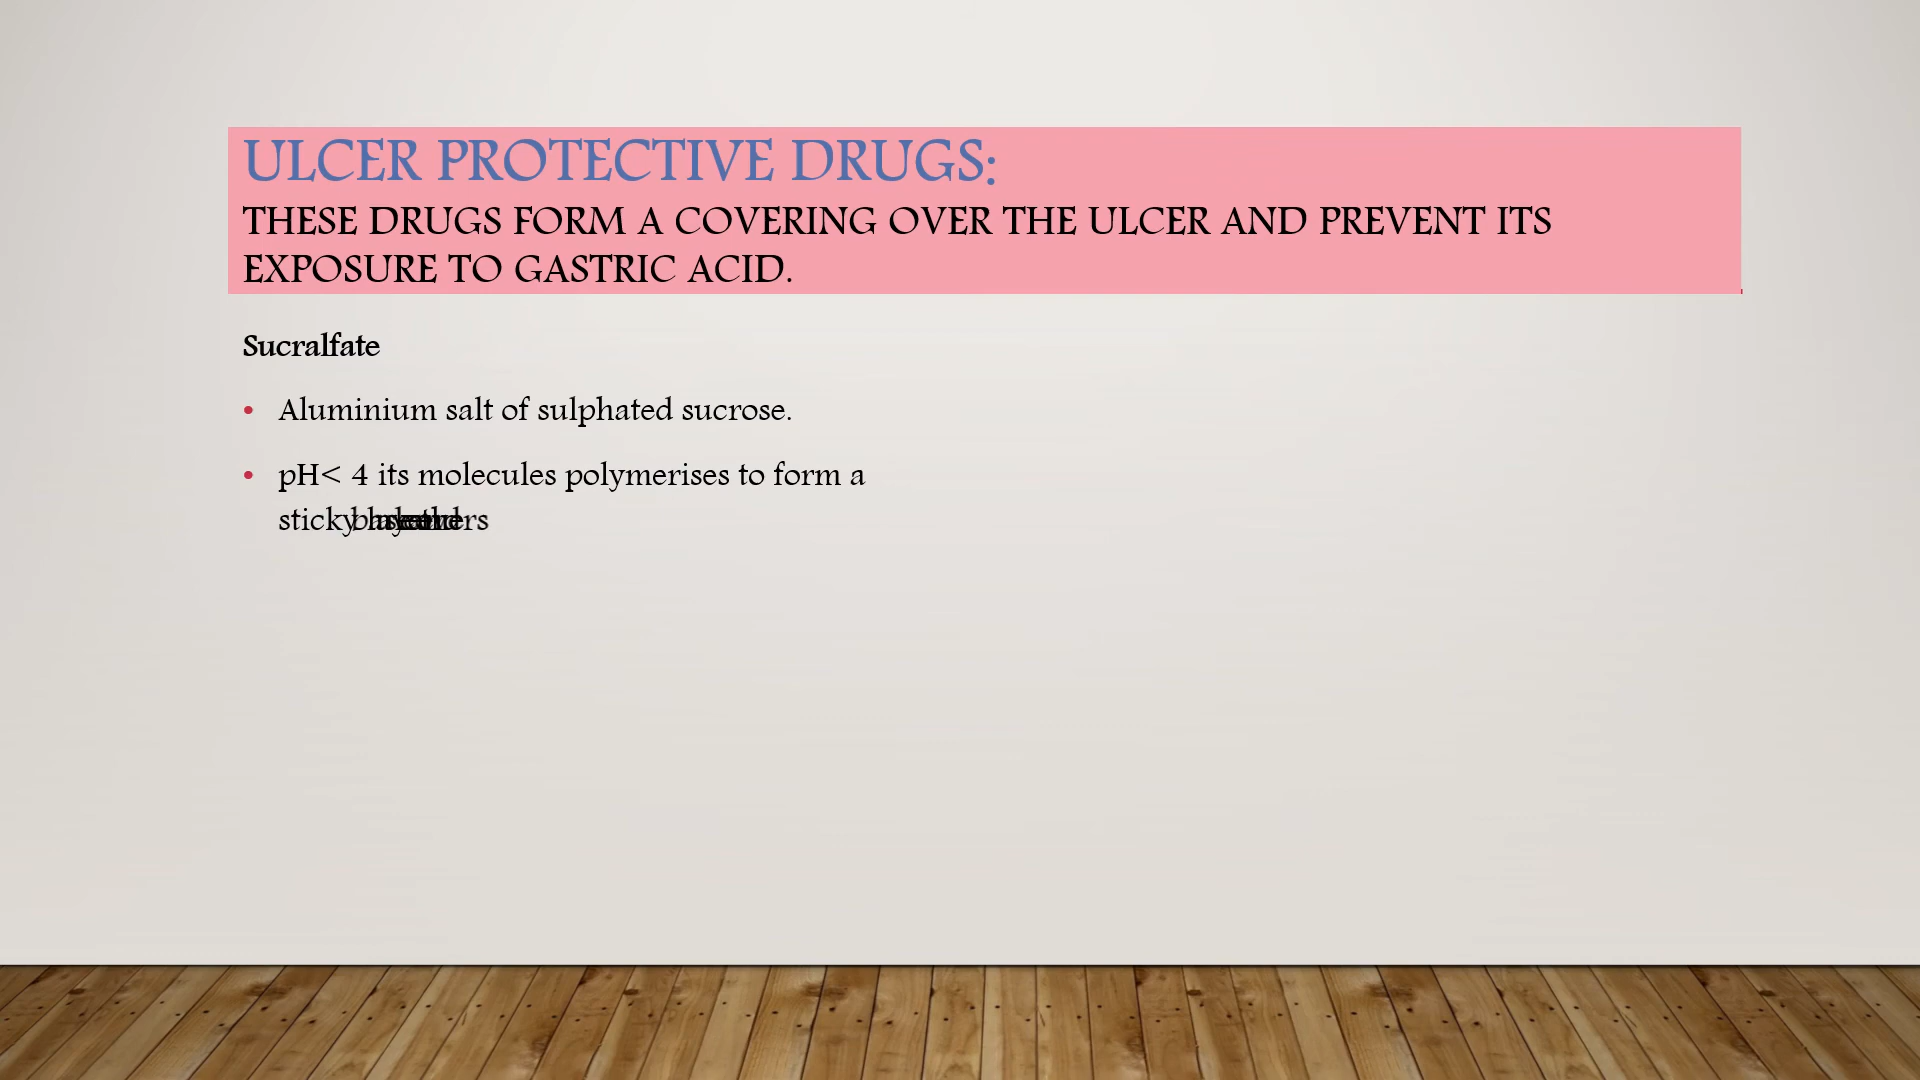 ULCER PROTECTIVE DRUGS:
THESE DRUGS FORM A COVERING OVER THE ULCER AND PREVENT ITS
EXPOSURE TO GASTRIC ACID.
Sucralfate
• Aluminium salt of sulphated sucrose.
• pH< 4 its molecules polymerises to form a
sticky